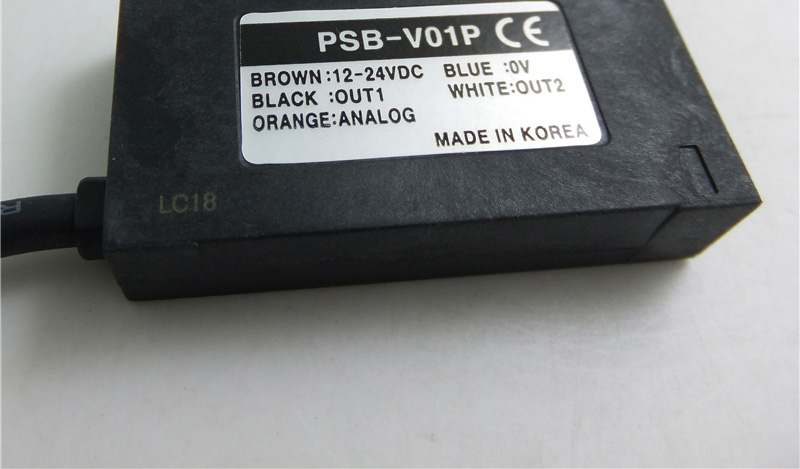 PSB-V01P CE
BROWN:12-24VDC BLUE :0V
BLACK :OUT1 WHITE:OUT2
ORANGE:ANALOG
MADE IN KOREA
LC18